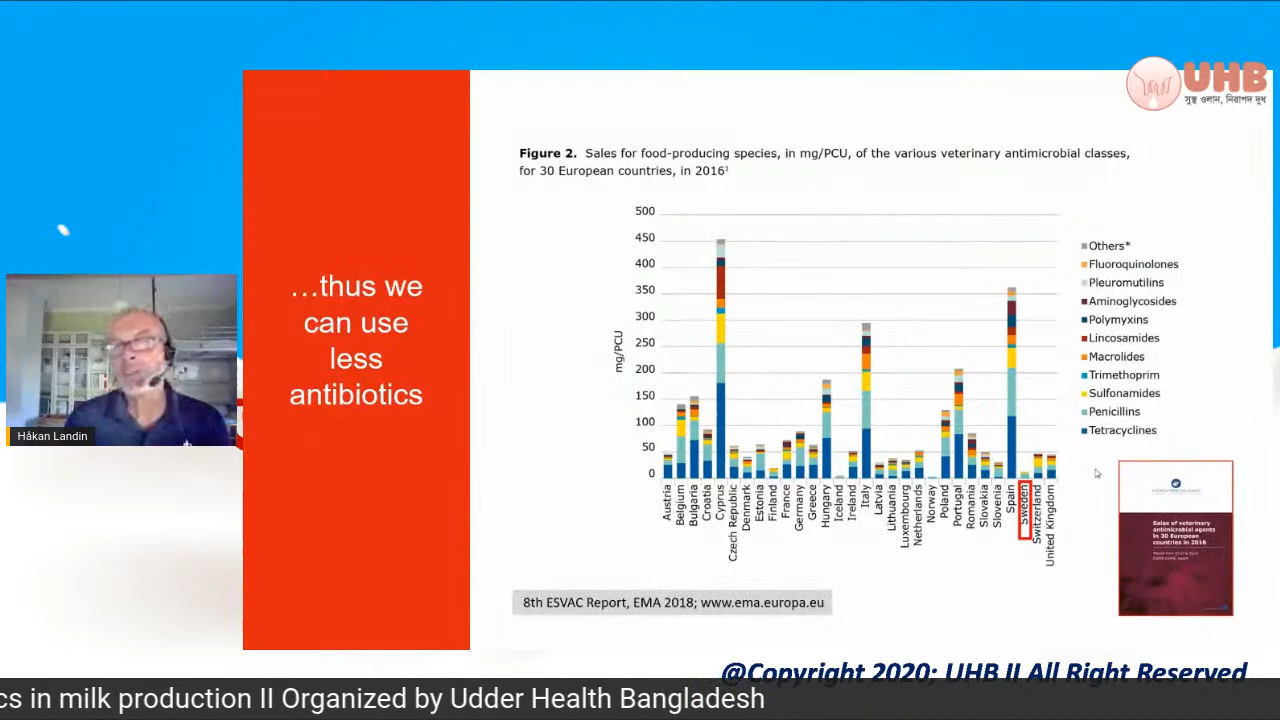 UHB
সুস্থ ওলান, নিরাপদ দুধ
Figure 2. Sales for food-producing species, in mg/PCU, of the various veterinary antimicrobial classes,
for 30 European countries, in 2016¹
…thus we
can use
less
antibiotics
Håkan Landin
mg/PCU
500
450
400
350
300
250
200
150
100
50
0
Austria
Belgium
Bulgaria
Croatia
Cyprus
Czech Republic
Denmark
Estonia
Finland
France
Germany
Greece
Hungary
Iceland
Ireland
Italy
Latvia
Lithuania
Luxembourg
Netherlands
Norway
Poland
Portugal
Romania
Slovakia
Slovenia
Spain
Sweden
Switzerland
United Kingdom
Others*
Fluoroquinolones
Pleuromutilins
Aminoglycosides
Polymyxins
Lincosamides
Macrolides
Trimethoprim
Sulfonamides
Penicillins
Tetracyclines
Sales of veterinary
antimicrobial agents
in 30 European
countries in 2016
8th ESVAC Report, EMA 2018; www.ema.europa.eu
@Copyright 2020; UHB II All Right Reserved
cs in milk production II Organized by Udder Health Bangladesh